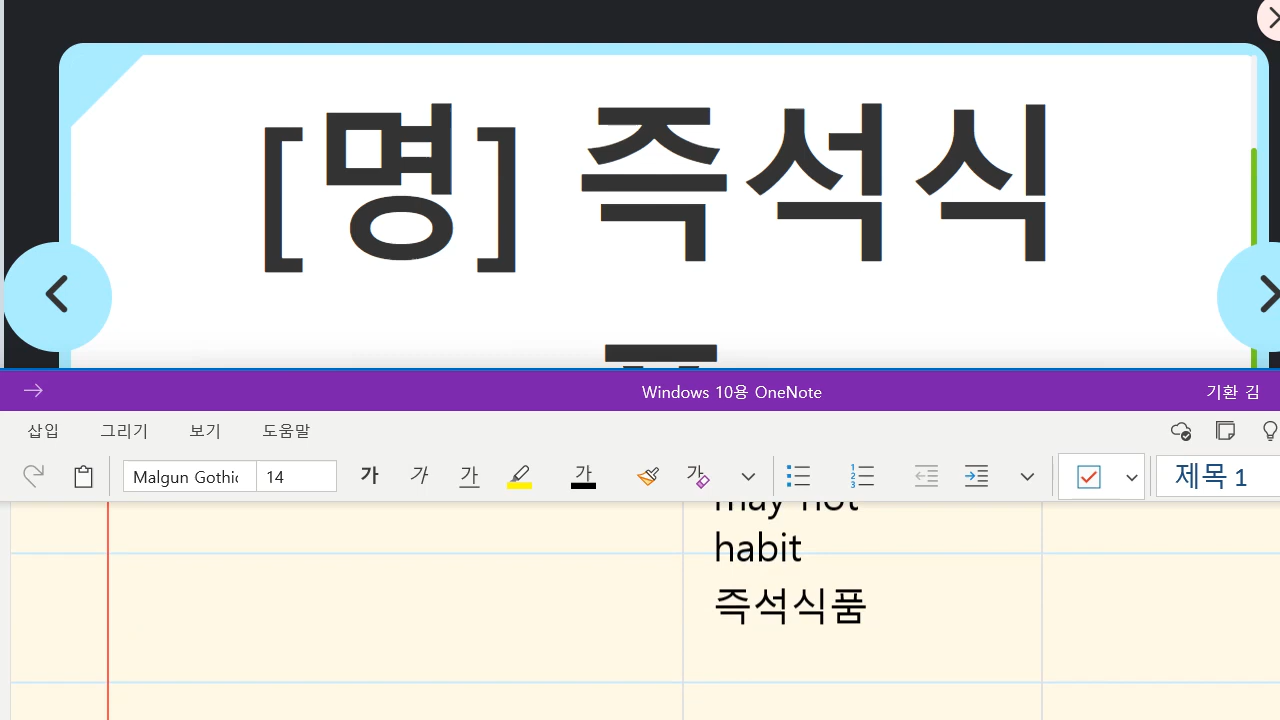 [명] 즉석식
Windows 10용 OneNote
기환 김
삽입 그리기 보기 도움말
Malgun Gothic 14 가 가 가 가 가
제목 1
may not
habit
즉석식품